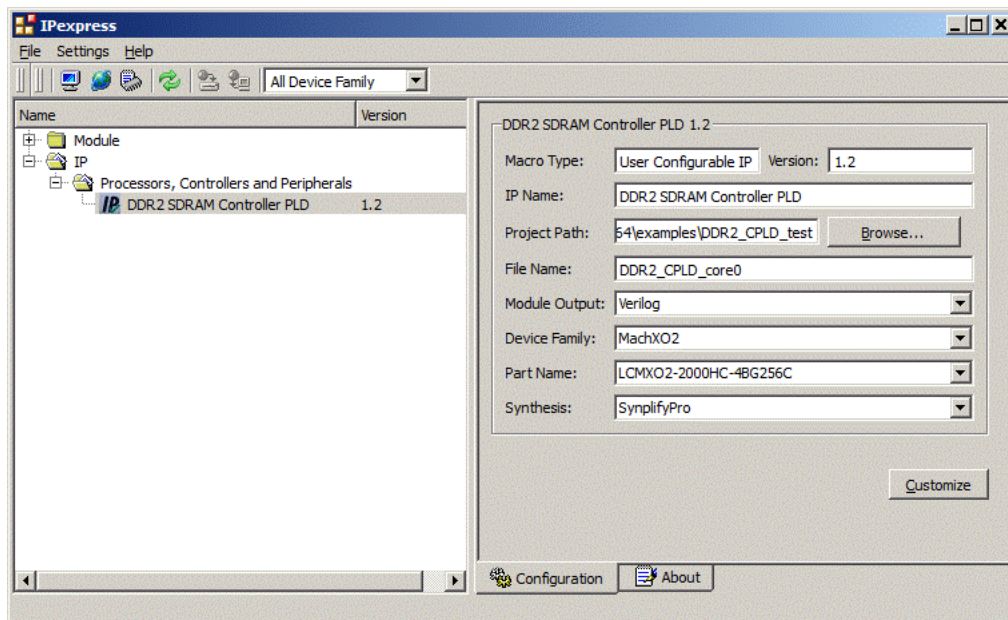 IPexpress
File Settings Help
All Device Family
Name Version
Module
IP
Processors, Controllers and Peripherals
IP DDR2 SDRAM Controller PLD 1.2
DDR2 SDRAM Controller PLD 1.2
Macro Type: User Configurable IP Version: 1.2
IP Name: DDR2 SDRAM Controller PLD
Project Path: 64\examples\DDR2_CPLD_test Browse...
File Name: DDR2_CPLD_core0
Module Output: Verilog
Device Family: MachXO2
Part Name: LCMXO2-2000HC-4BG256C
Synthesis: SynplifyPro
Customize
Configuration About